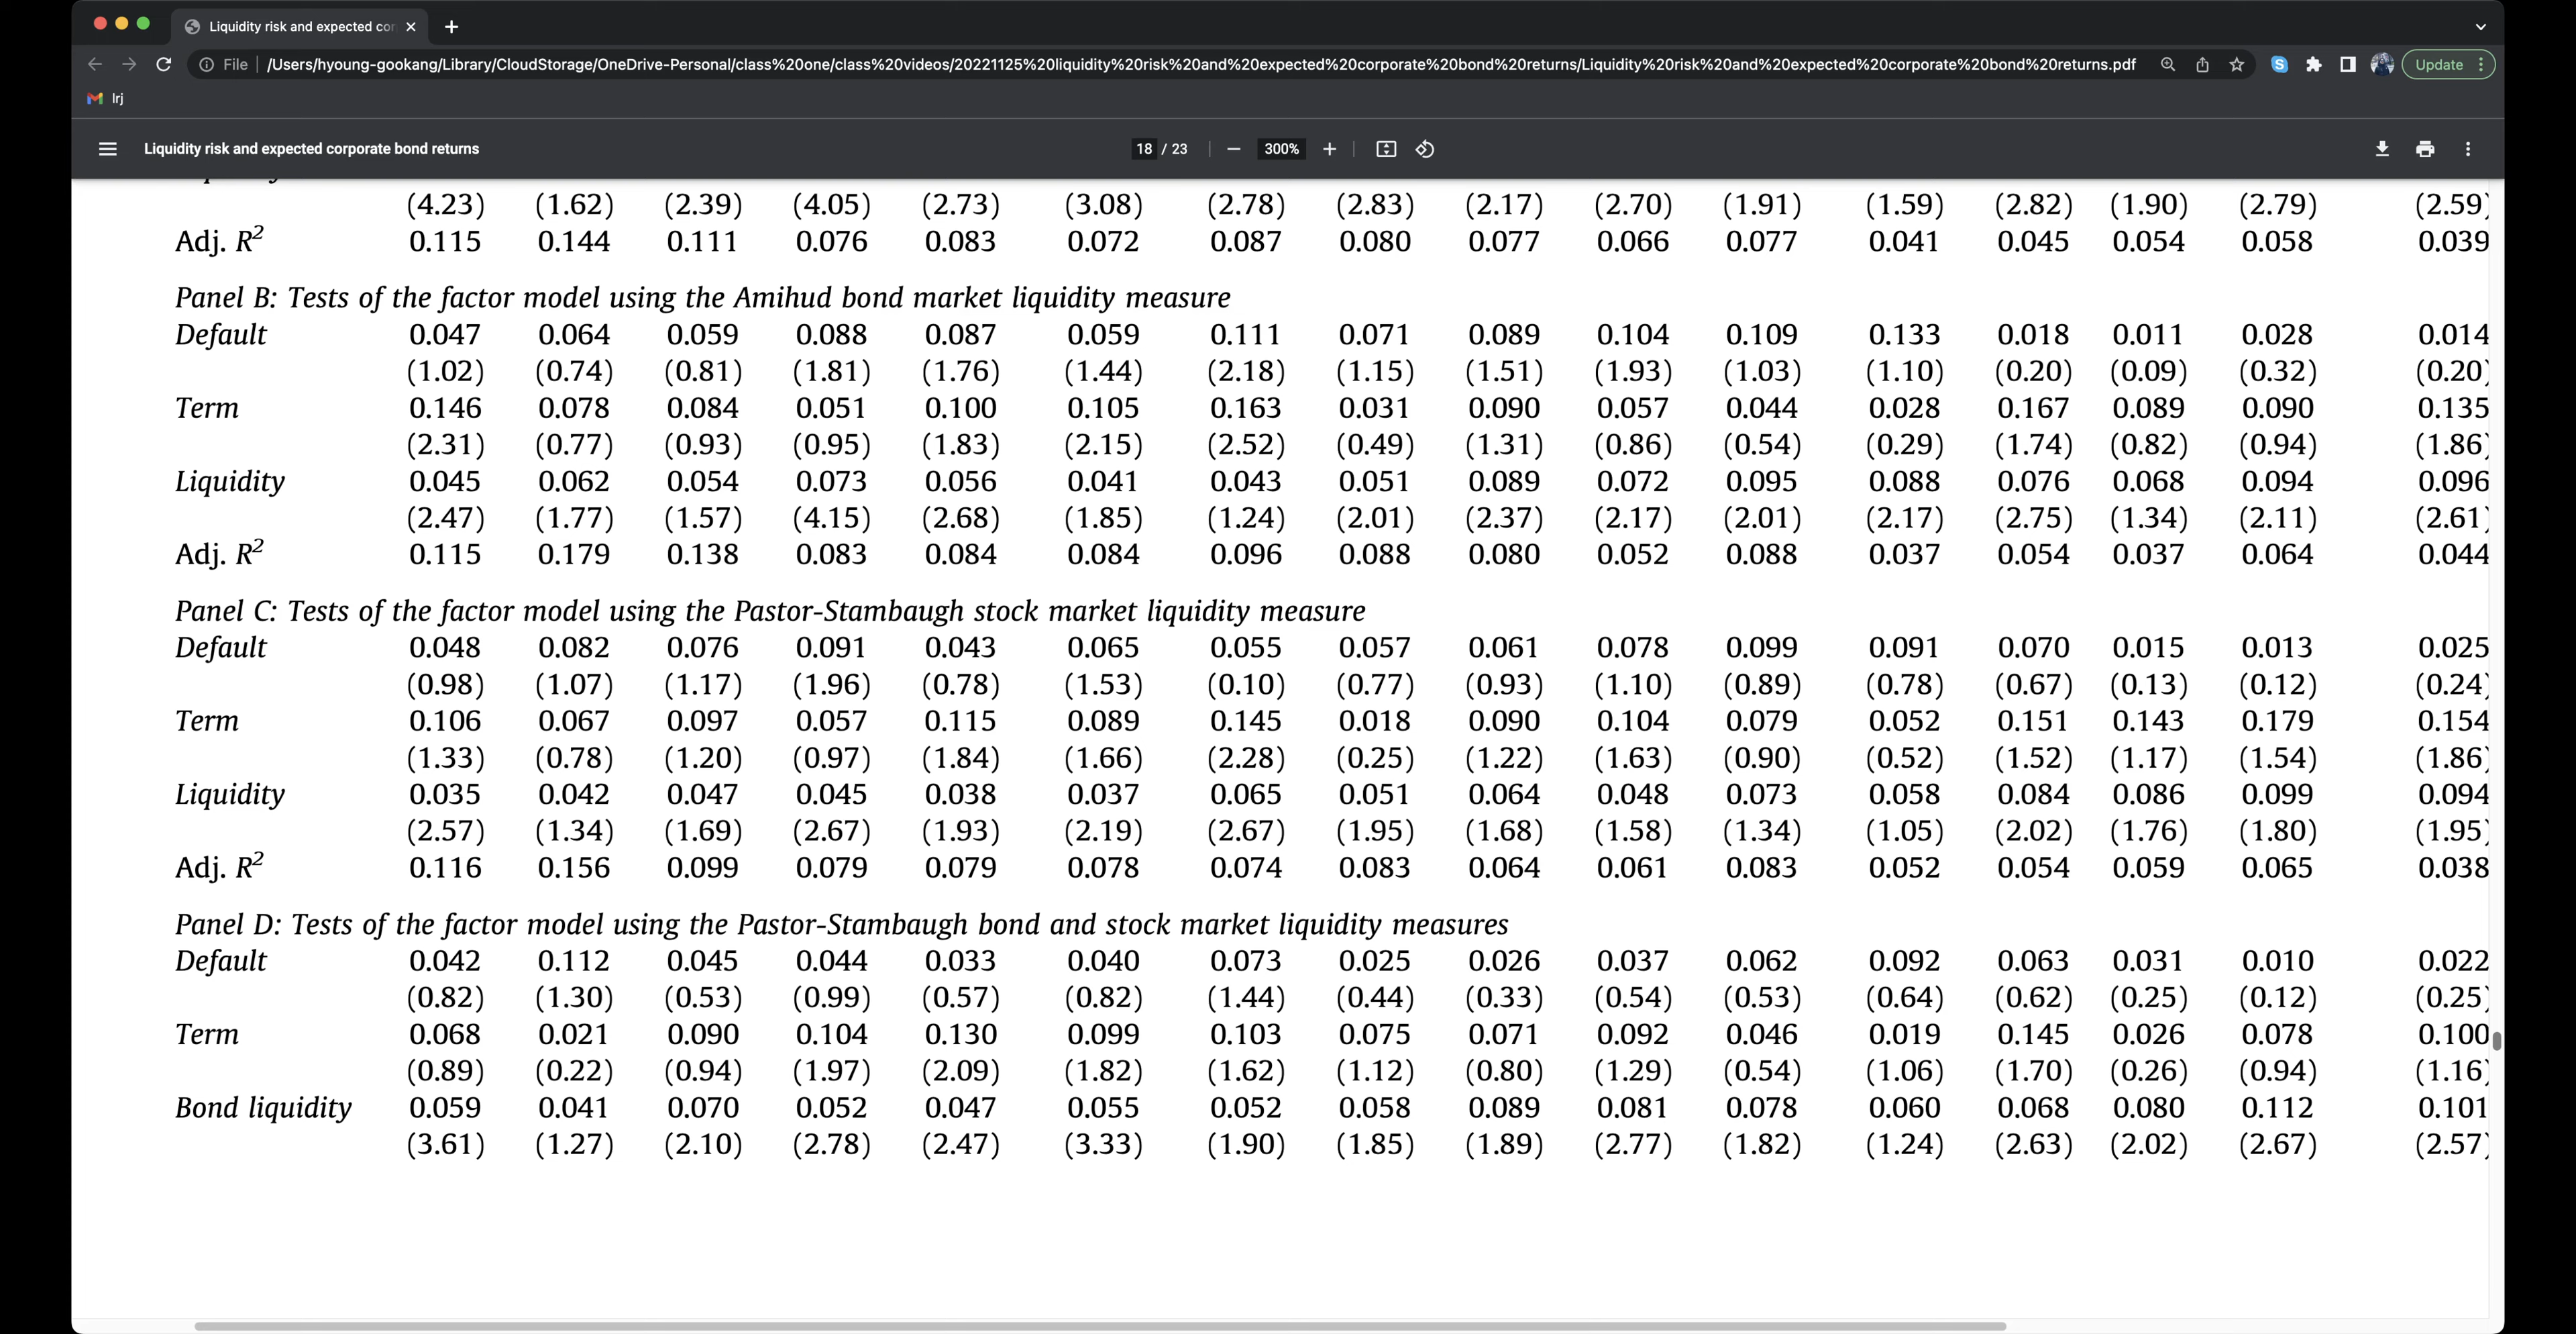 Liquidity risk and expected cor
File /Users/hyoung-gookang/Library/CloudStorage/OneDrive-Personal/class%20one/class%20videos/20221125%20liquidity%20risk%20and%20expected%20corporate%20bond%20returns/Liquidity%20risk%20and%20expected%20corporate%20bond%20returns.pdf Update
lrj
Liquidity risk and expected corporate bond returns 18 / 23 300%
(4.23) (1.62) (2.39) (4.05) (2.73) (3.08) (2.78) (2.83) (2.17) (2.70) (1.91) (1.59) (2.82) (1.90) (2.79) (2.59)
Adj. R² 0.115 0.144 0.111 0.076 0.083 0.072 0.087 0.080 0.077 0.066 0.077 0.041 0.045 0.054 0.058 0.039
Panel B: Tests of the factor model using the Amihud bond market liquidity measure
Default 0.047 0.064 0.059 0.088 0.087 0.059 0.111 0.071 0.089 0.104 0.109 0.133 0.018 0.011 0.028 0.014
(1.02) (0.74) (0.81) (1.81) (1.76) (1.44) (2.18) (1.15) (1.51) (1.93) (1.03) (1.10) (0.20) (0.09) (0.32) (0.20)
Term 0.146 0.078 0.084 0.051 0.100 0.105 0.163 0.031 0.090 0.057 0.044 0.028 0.167 0.089 0.090 0.135
(2.31) (0.77) (0.93) (0.95) (1.83) (2.15) (2.52) (0.49) (1.31) (0.86) (0.54) (0.29) (1.74) (0.82) (0.94) (1.86)
Liquidity 0.045 0.062 0.054 0.073 0.056 0.041 0.043 0.051 0.089 0.072 0.095 0.088 0.076 0.068 0.094 0.096
(2.47) (1.77) (1.57) (4.15) (2.68) (1.85) (1.24) (2.01) (2.37) (2.17) (2.01) (2.17) (2.75) (1.34) (2.11) (2.61)
Adj. R² 0.115 0.179 0.138 0.083 0.084 0.084 0.096 0.088 0.080 0.052 0.088 0.037 0.054 0.037 0.064 0.044
Panel C: Tests of the factor model using the Pastor-Stambaugh stock market liquidity measure
Default 0.048 0.082 0.076 0.091 0.043 0.065 0.055 0.057 0.061 0.078 0.099 0.091 0.070 0.015 0.013 0.025
(0.98) (1.07) (1.17) (1.96) (0.78) (1.53) (0.10) (0.77) (0.93) (1.10) (0.89) (0.78) (0.67) (0.13) (0.12) (0.24)
Term 0.106 0.067 0.097 0.057 0.115 0.089 0.145 0.018 0.090 0.104 0.079 0.052 0.151 0.143 0.179 0.154
(1.33) (0.78) (1.20) (0.97) (1.84) (1.66) (2.28) (0.25) (1.22) (1.63) (0.90) (0.52) (1.52) (1.17) (1.54) (1.86)
Liquidity 0.035 0.042 0.047 0.045 0.038 0.037 0.065 0.051 0.064 0.048 0.073 0.058 0.084 0.086 0.099 0.094
(2.57) (1.34) (1.69) (2.67) (1.93) (2.19) (2.67) (1.95) (1.68) (1.58) (1.34) (1.05) (2.02) (1.76) (1.80) (1.95)
Adj. R² 0.116 0.156 0.099 0.079 0.079 0.078 0.074 0.083 0.064 0.061 0.083 0.052 0.054 0.059 0.065 0.038
Panel D: Tests of the factor model using the Pastor-Stambaugh bond and stock market liquidity measures
Default 0.042 0.112 0.045 0.044 0.033 0.040 0.073 0.025 0.026 0.037 0.062 0.092 0.063 0.031 0.010 0.022
(0.82) (1.30) (0.53) (0.99) (0.57) (0.82) (1.44) (0.44) (0.33) (0.54) (0.53) (0.64) (0.62) (0.25) (0.12) (0.25)
Term 0.068 0.021 0.090 0.104 0.130 0.099 0.103 0.075 0.071 0.092 0.046 0.019 0.145 0.026 0.078 0.100
(0.89) (0.22) (0.94) (1.97) (2.09) (1.82) (1.62) (1.12) (0.80) (1.29) (0.54) (1.06) (1.70) (0.26) (0.94) (1.16)
Bond liquidity 0.059 0.041 0.070 0.052 0.047 0.055 0.052 0.058 0.089 0.081 0.078 0.060 0.068 0.080 0.112 0.101
(3.61) (1.27) (2.10) (2.78) (2.47) (3.33) (1.90) (1.85) (1.89) (2.77) (1.82) (1.24) (2.63) (2.02) (2.67) (2.57)